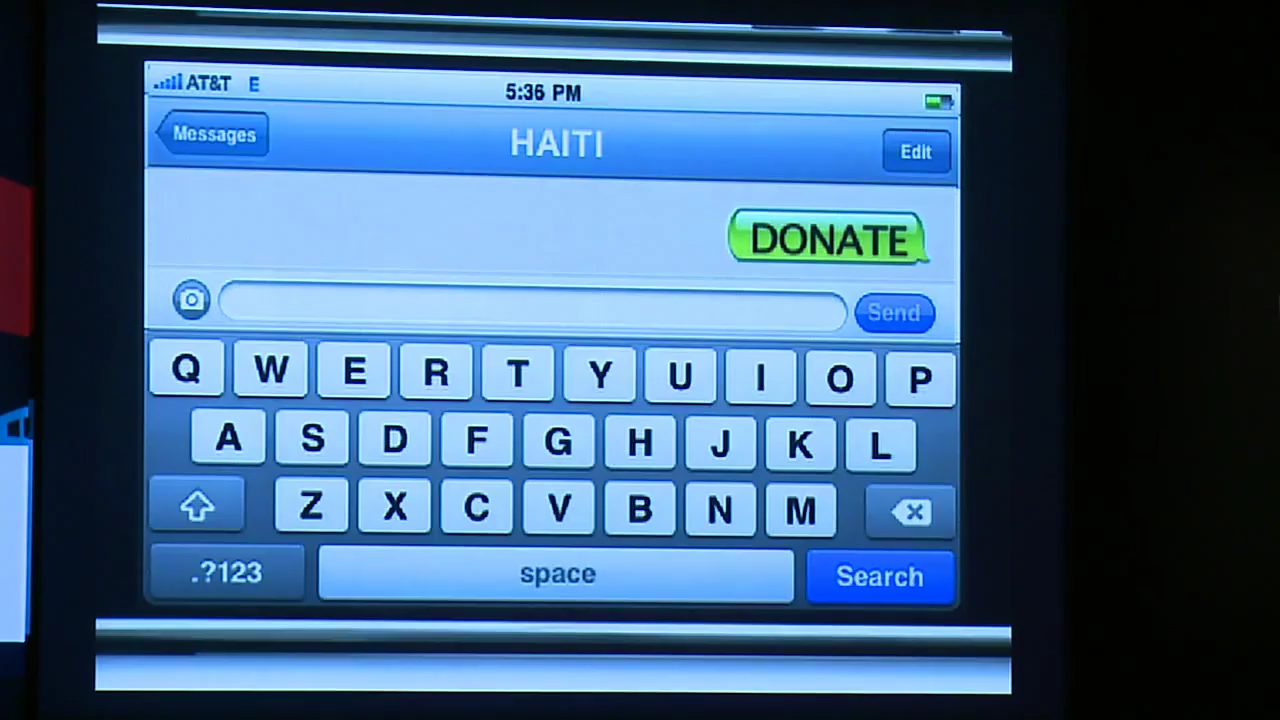 AT&T E 5:36 PM
Messages HAITI Edit
DONATE
Send
Q W E R T Y U I O P
A S D F G H J K L
Z X C V B N M
.?123 space Search